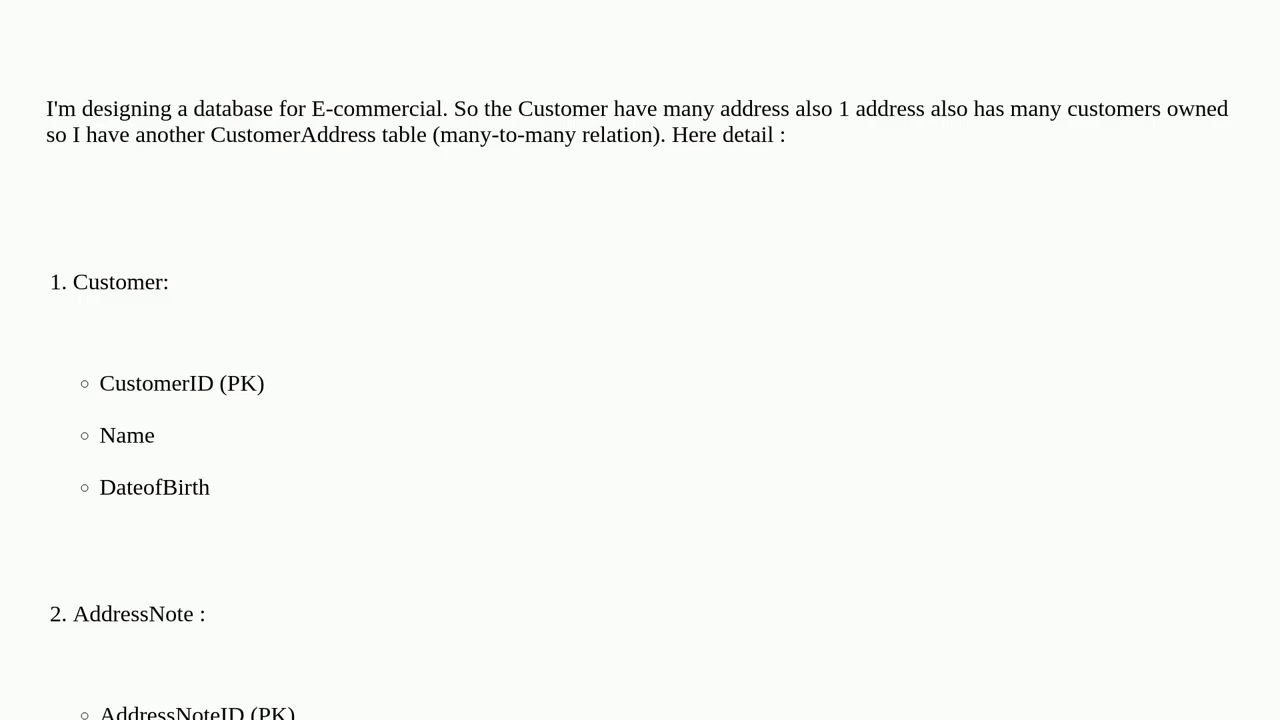 I'm designing a database for E-commercial. So the Customer have many address also 1 address also has many customers owned
so I have another CustomerAddress table (many-to-many relation). Here detail :
1. Customer:
○ CustomerID (PK)
○ Name
○ DateofBirth
2. AddressNote :
○ AddressNoteID (PK)